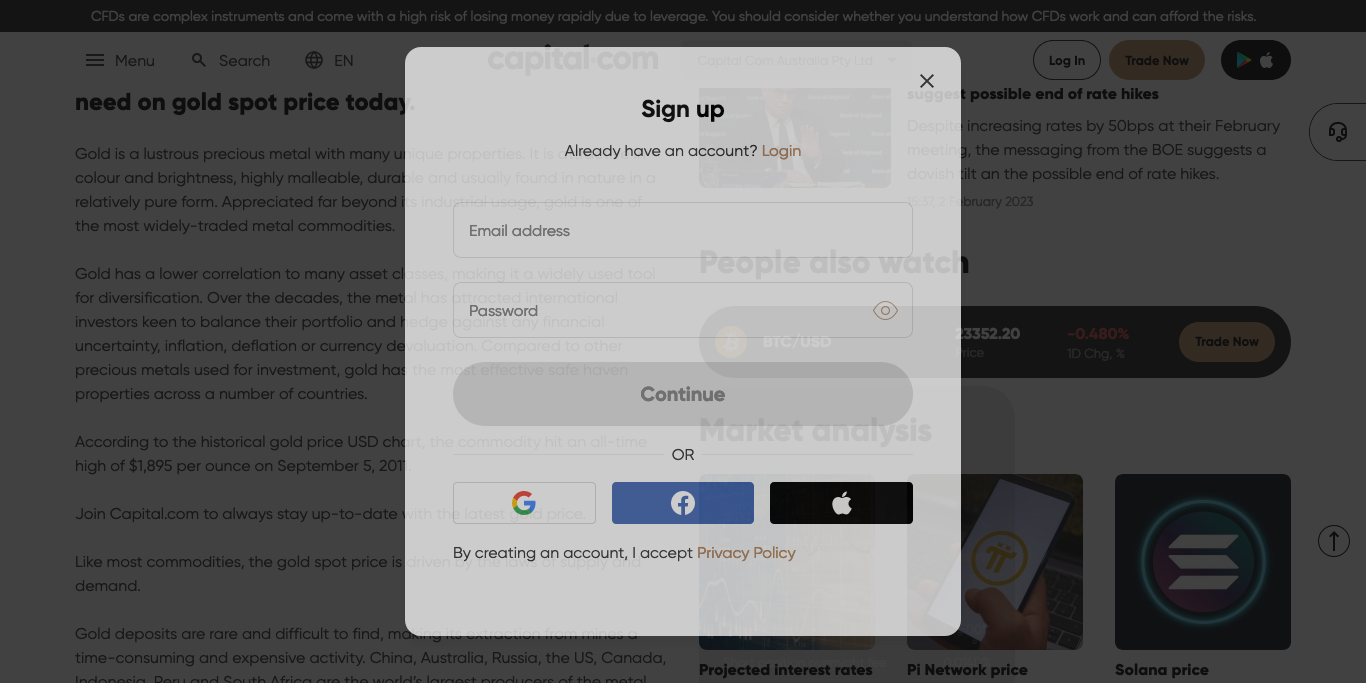 CFDs are complex instruments and come with a high risk of losing money rapidly due to leverage. You should consider whether you understand how CFDs work and can afford the risks.
Menu
Search
EN
capital.com
Capital Com Australia Pty Ltd
Log In
Trade Now
need on gold spot price today.
Gold is a lustrous precious metal with many unique properties. It is
colour and brightness, highly malleable, durable and usually found in nature in a
relatively pure form. Appreciated far beyond its industrial usage, gold is one of
the most widely-traded metal commodities.
Gold has a lower correlation to many asset classes, making it a widely used tool
for diversification. Over the decades, the metal has attracted international
investors keen to balance their portfolio and hedge against any financial
uncertainty, inflation, deflation or currency devaluation. Compared to other
precious metals used for investment, gold has the most effective safe haven
properties across a number of countries.
According to the historical gold price USD chart, the commodity hit an all-time
high of $1,895 per ounce on September 5, 2011.
Join Capital.com to always stay up-to-date with the latest gold price.
Like most commodities, the gold spot price is driven by the laws of supply and
demand.
Gold deposits are rare and difficult to find, making its extraction from mines a
time-consuming and expensive activity. China, Australia, Russia, the US, Canada,
Indonesia, Peru and South Africa are the world's largest producers of the metal
Sign up
Already have an account? Login
Email address
Password
Continue
OR
By creating an account, I accept Privacy Policy
suggest possible end of rate hikes
Despite increasing rates by 50bps at their February
meeting, the messaging from the BOE suggests a
dovish tilt an the possible end of rate hikes.
15:37, 2 February 2023
People also watch
BTC/USD
23352.20
Price
-0.480%
1D Chg, %
Trade Now
Market analysis
Projected interest rates
Pi Network price
Solana price